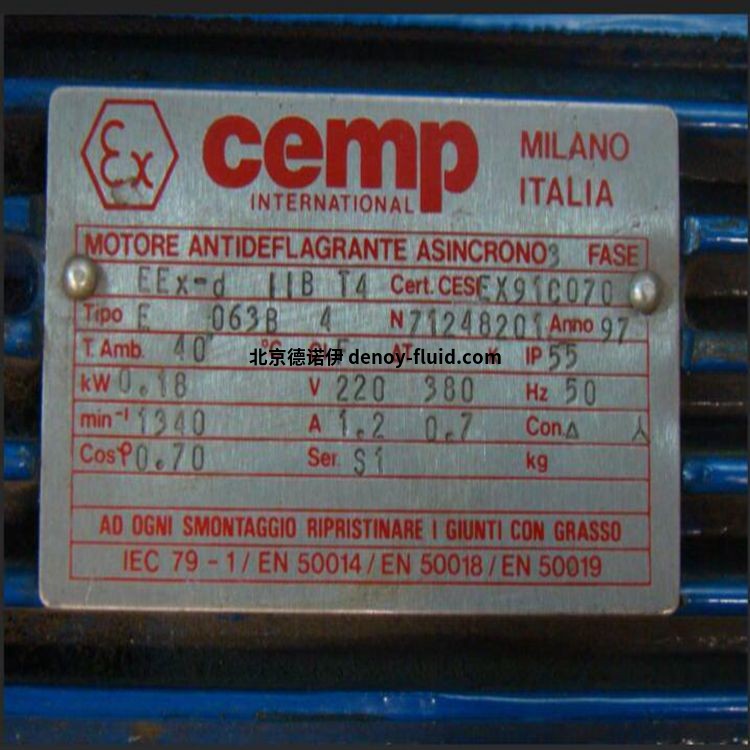 Ex cemp MILANO
INTERNATIONAL ITALIA
MOTORE ANTIDEFLAGRANTE ASINCRONO 3 FASE
EEx-d IIB T4 Cert. CESI EX91C070
Tipo E 063B 4 N 71248201 Anno 97
T. Amb. 40 °C IP 55
北京德诺伊 denoy-fluid.com
kW 0.18 V 220 380 Hz 50
min-1 1340 A 1.2 0.7 Con. Δ
Cosφ 0.70 Ser. S1 kg
AD OGNI SMONTAGGIO RIPRISTINARE I GIUNTI CON GRASSO
IEC 79 - 1 / EN 50014 / EN 50018 / EN 50019